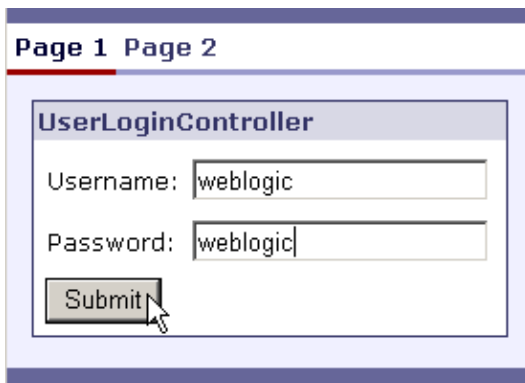 Page 1 Page 2
UserLoginController
Username: weblogic
Password: weblogic
Submit